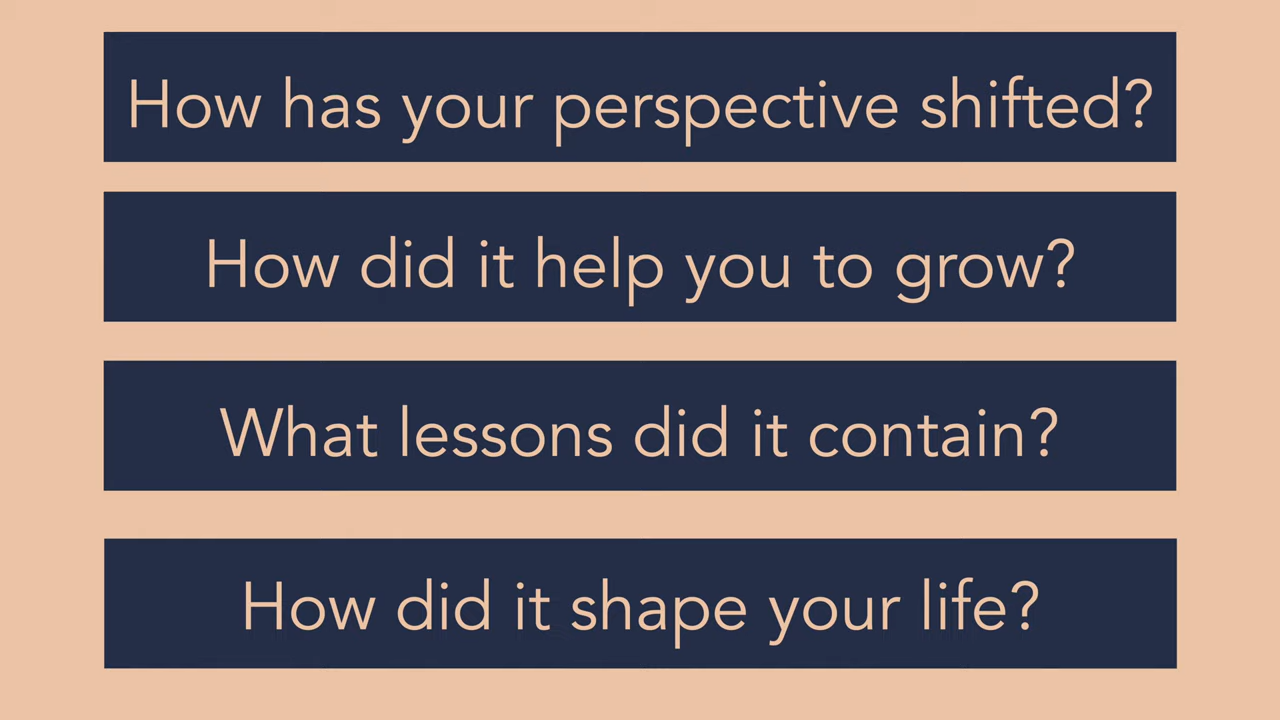 How has your perspective shifted?
How did it help you to grow?
What lessons did it contain?
How did it shape your life?